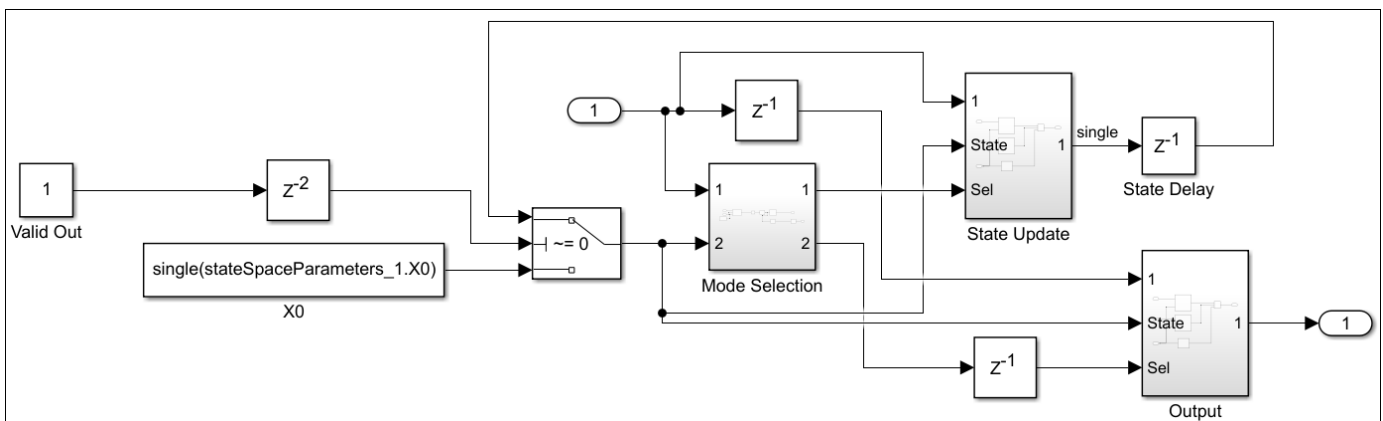 1
Valid Out
Z-2
single(stateSpaceParameters_1.X0)
X0
~= 0
1
Z-1
1
2
1
2
Mode Selection
1
State
Sel
1
State Update
single
Z-1
State Delay
Z-1
1
State
Sel
1
Output
1